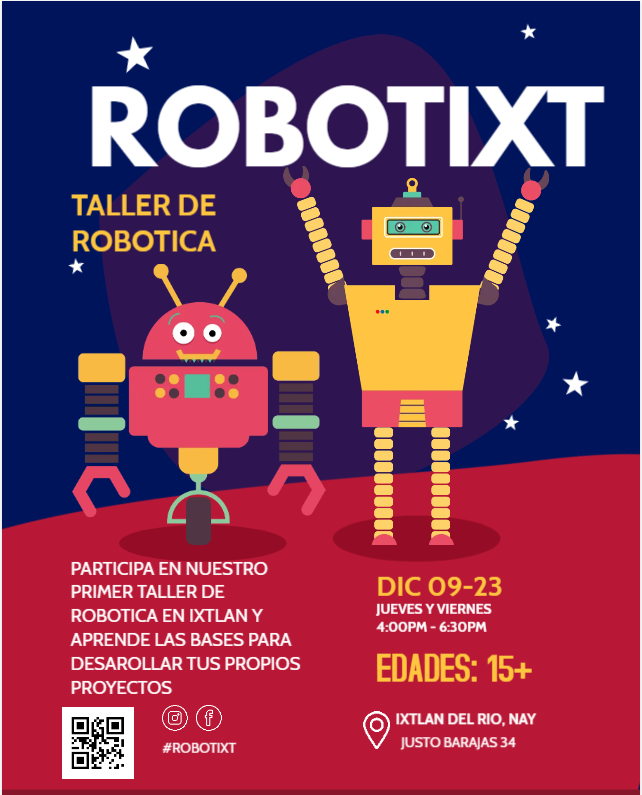 ROBOTIXT
TALLER DE
ROBOTICA
PARTICIPA EN NUESTRO
PRIMER TALLER DE
ROBOTICA EN IXTLAN Y
APRENDE LAS BASES PARA
DESAROLLAR TUS PROPIOS
PROYECTOS
#ROBOTIXT
DIC 09-23
JUEVES Y VIERNES
4:00PM - 6:30PM
EDADES: 15+
IXTLAN DEL RIO, NAY
JUSTO BARAJAS 34